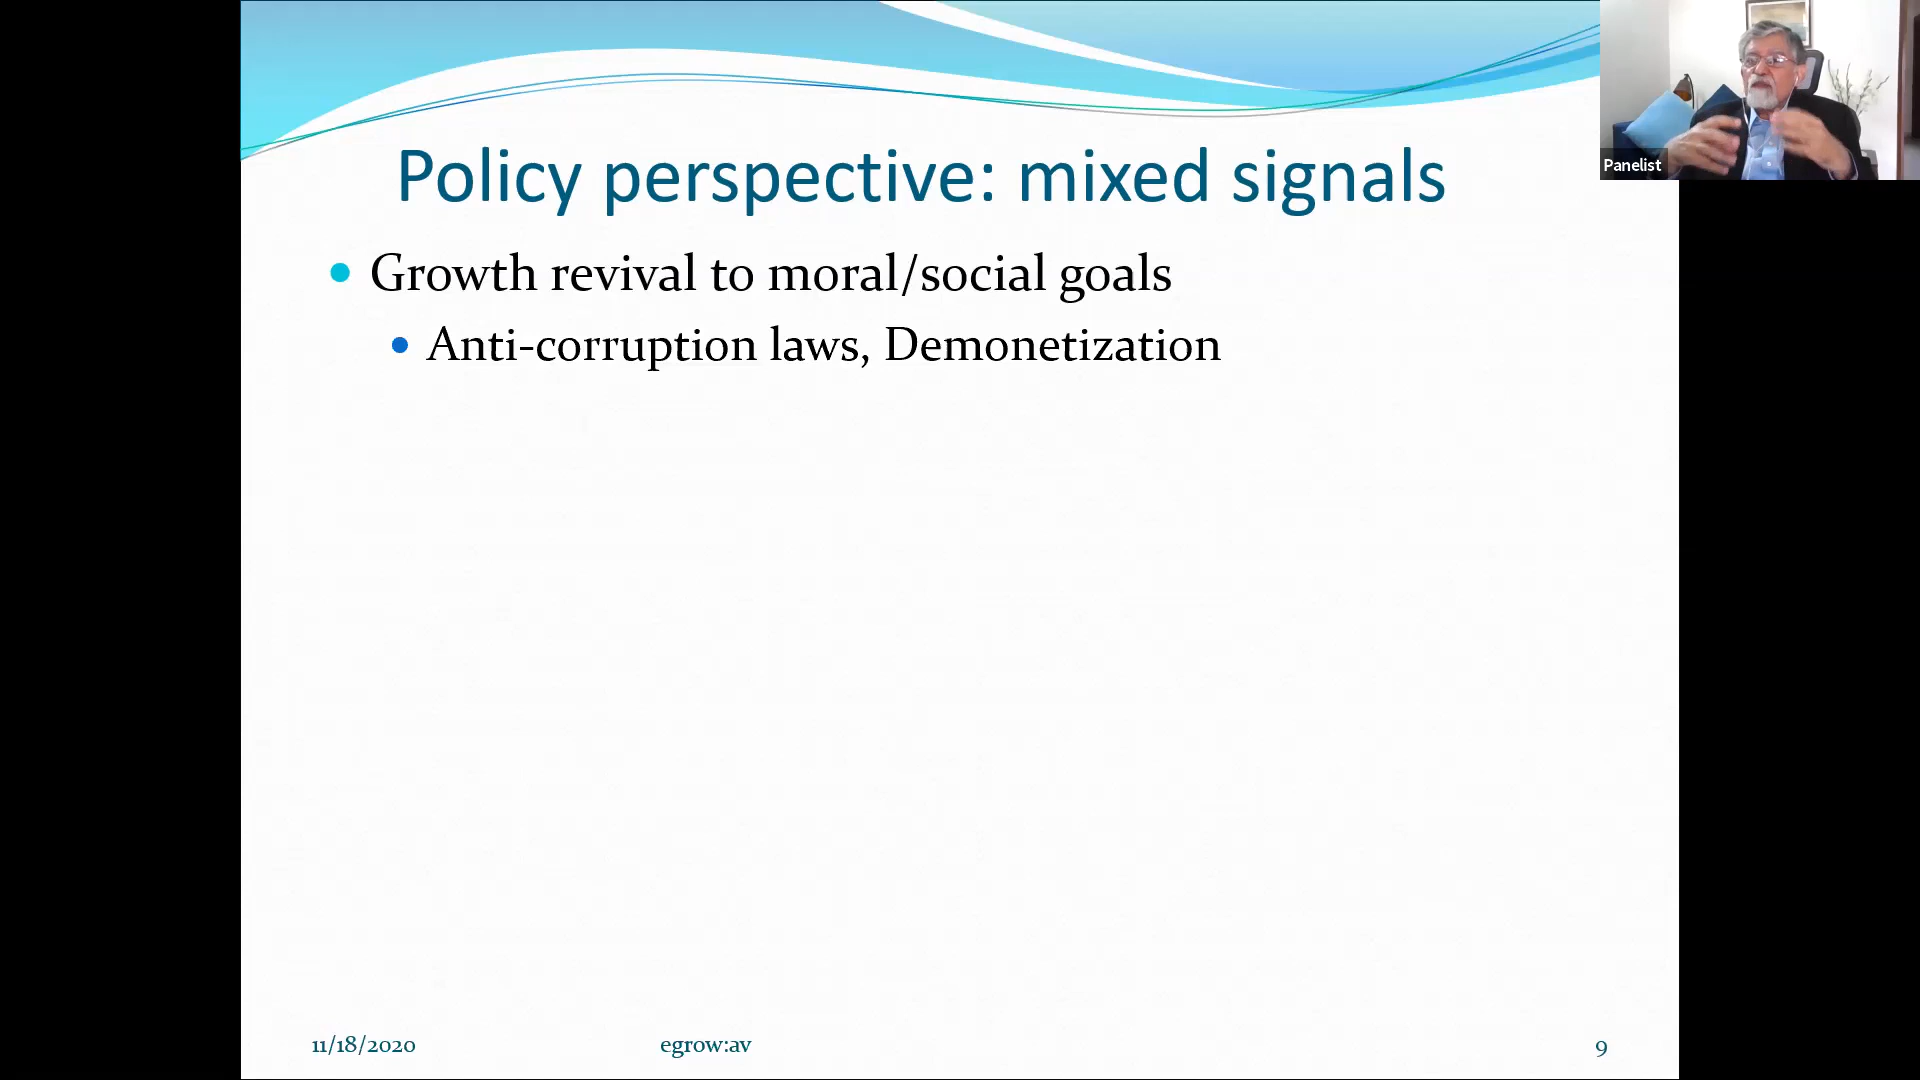 Policy perspective: mixed signals
Panelist
Growth revival to moral/social goals
Anti-corruption laws, Demonetization
11/18/2020
egrow:av
9